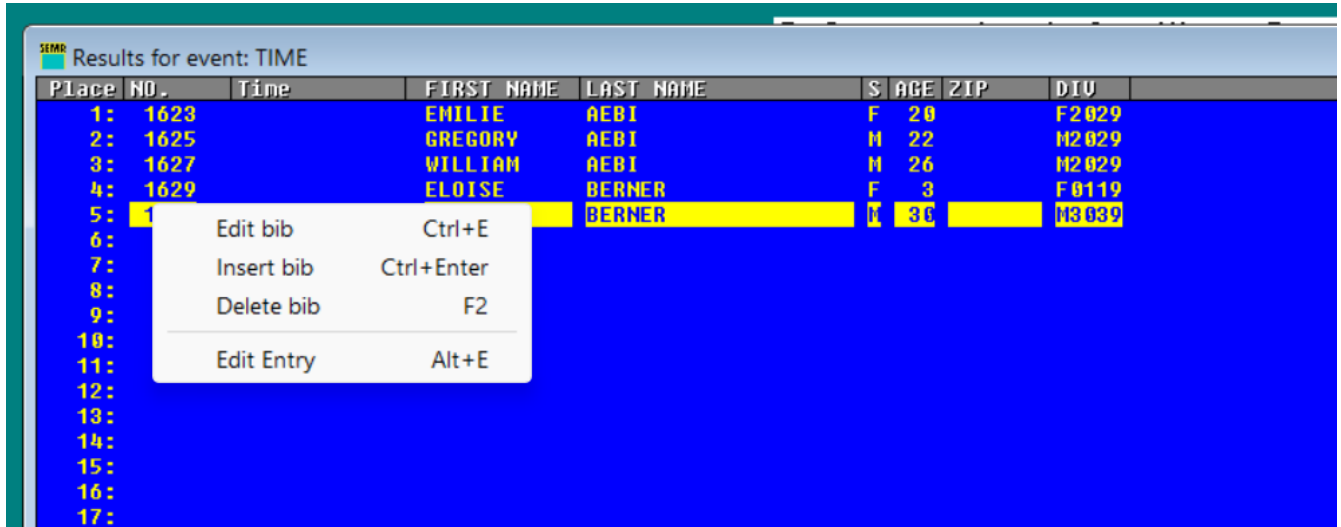 SEMR Results for event: TIME
Place NO. Time FIRST NAME LAST NAME S AGE ZIP DIV
1: 1623 EMILIE AEBI F 20 F2029
2: 1625 GREGORY AEBI M 22 M2029
3: 1627 WILLIAM AEBI M 26 M2029
4: 1629 ELOISE BERNER F 3 F0119
5: 1 BERNER M 30 M3039
Edit bib Ctrl+E
6:
Insert bib Ctrl+Enter
7:
8:
Delete bib F2
9:
10:
Edit Entry Alt+E
11:
12:
13:
14:
15:
16:
17: